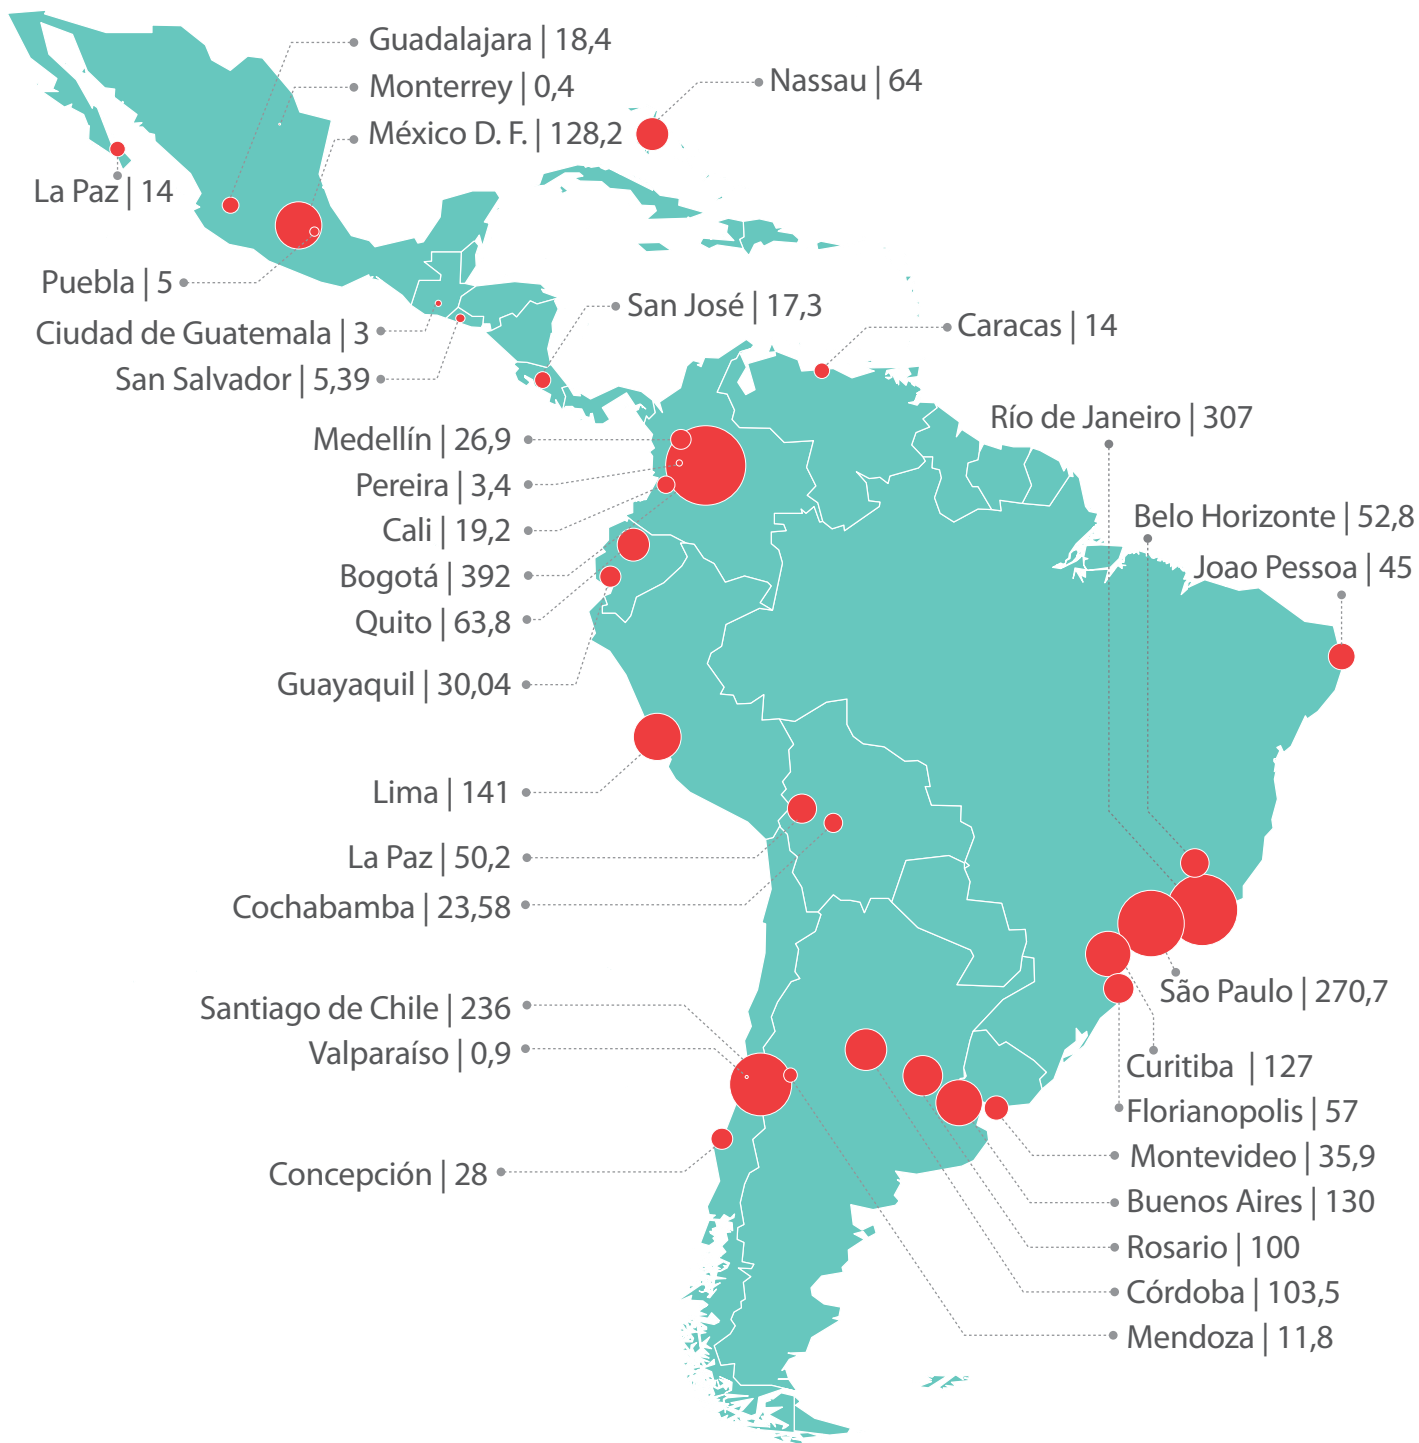 Guadalajara | 18,4
Monterrey | 0,4
México D. F. | 128,2
Nassau | 64
La Paz | 14
Puebla | 5
Ciudad de Guatemala | 3
San Salvador | 5,39
San José | 17,3
Caracas | 14
Medellín | 26,9
Pereira | 3,4
Cali | 19,2
Bogotá | 392
Quito | 63,8
Guayaquil | 30,04
Río de Janeiro | 307
Belo Horizonte | 52,8
Joao Pessoa | 45
Lima | 141
La Paz | 50,2
Cochabamba | 23,58
Santiago de Chile | 236
Valparaíso | 0,9
Concepción | 28
São Paulo | 270,7
Curitiba | 127
Florianopolis | 57
Montevideo | 35,9
Buenos Aires | 130
Rosario | 100
Córdoba | 103,5
Mendoza | 11,8